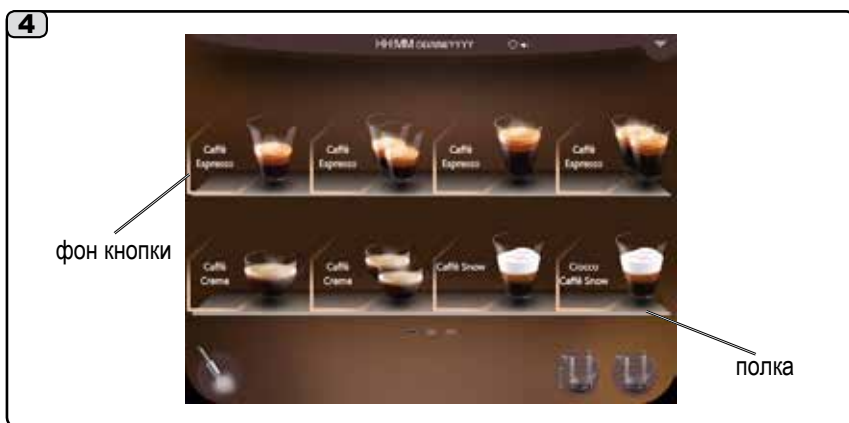 4
HH:MM DD/MM/YYYY
Caffè Espresso
Caffè Espresso
Caffè Espresso
Caffè Espresso
фон кнопки
Caffè Crema
Caffè Crema
Caffè Snow
Ciocco Caffè Snow
полка